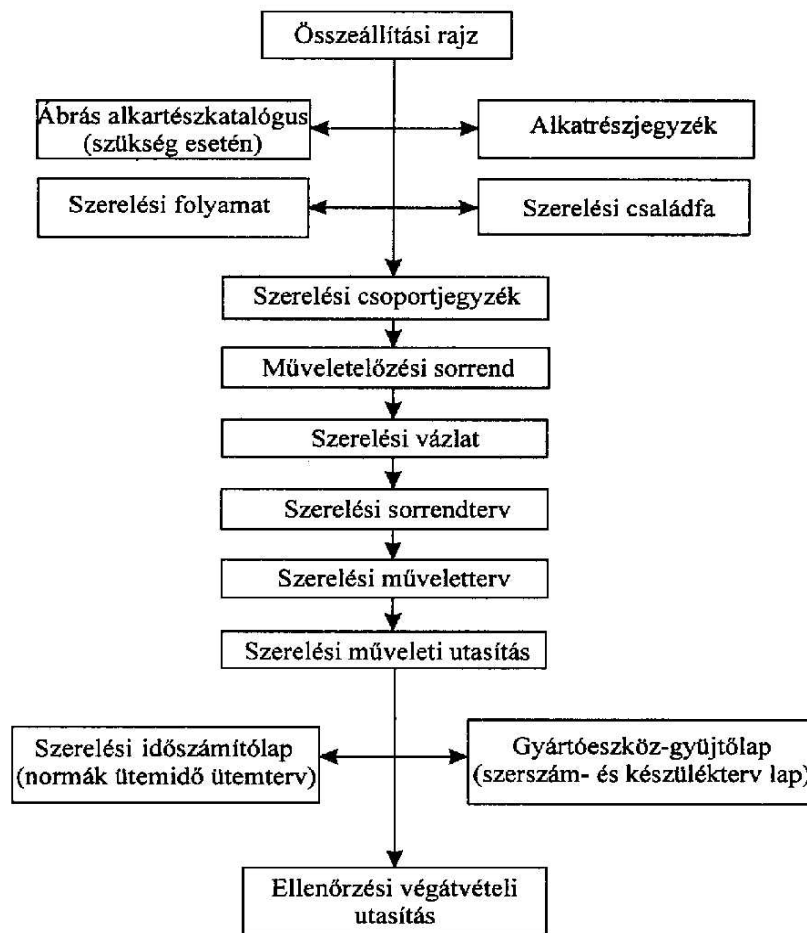 Összeállítási rajz
Ábrás alkartészkatalógus
(szükség esetén)
Alkatrészjegyzék
Szerelési folyamat
Szerelési családfa
Szerelési csoportjegyzék
Műveletelőzési sorrend
Szerelési vázlat
Szerelési sorrendterv
Szerelési műveletterv
Szerelési műveleti utasítás
Szerelési időszámítólap
(normák ütemidő ütemterv)
Gyártóeszköz-gyüjtőlap
(szerszám- és készülékterv lap)
Ellenőrzési végátvételi
utasítás